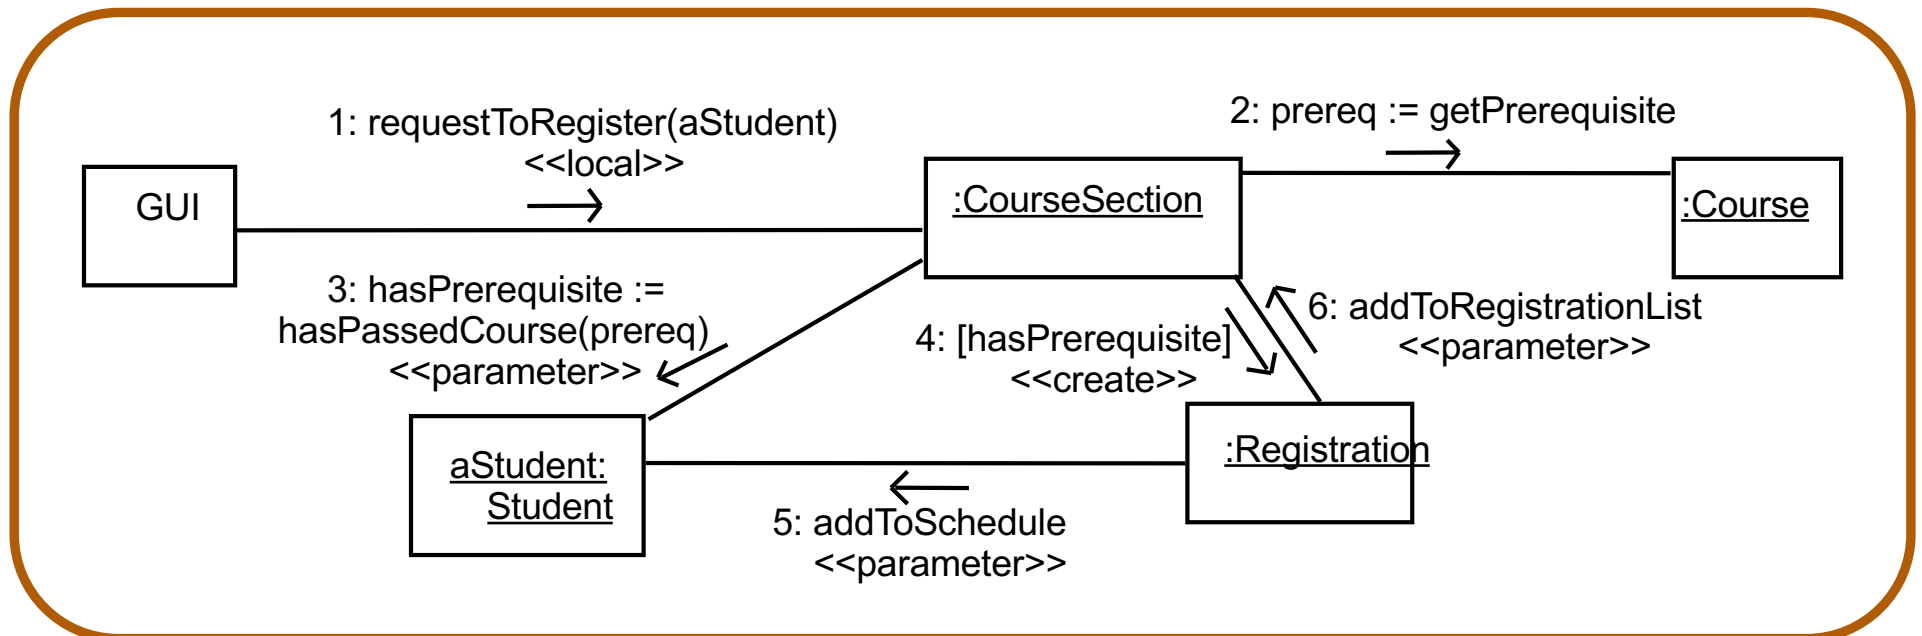 1: requestToRegister(aStudent)
<<local>>
2: prereq := getPrerequisite
GUI
:CourseSection
:Course
3: hasPrerequisite :=
hasPassedCourse(prereq)
<<parameter>>
4: [hasPrerequisite]
<<create>>
6: addToRegistrationList
<<parameter>>
aStudent:
Student
:Registration
5: addToSchedule
<<parameter>>